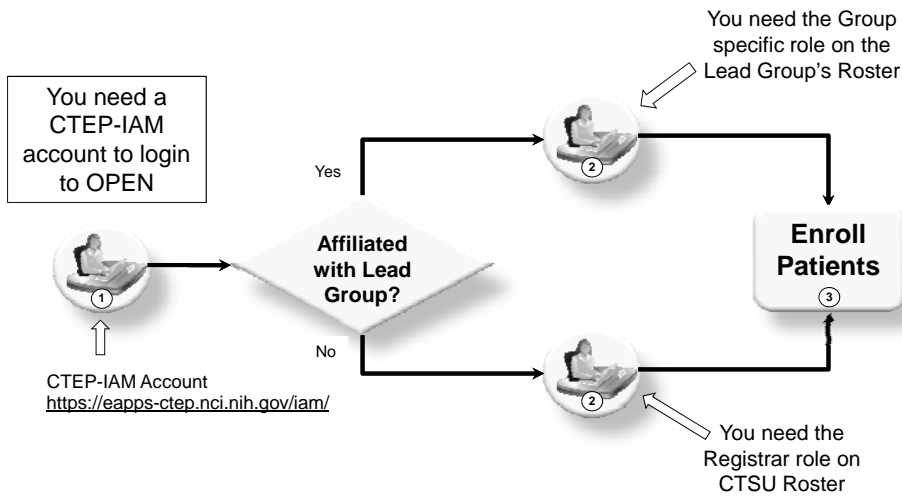 You need the Group
specific role on the
Lead Group's Roster
You need a
CTEP-IAM
account to login
to OPEN
Yes
2
Affiliated
with Lead
Group?
Enroll
Patients
3
1
No
CTEP-IAM Account
https://eapps-ctep.nci.nih.gov/iam/
2
You need the
Registrar role on
CTSU Roster